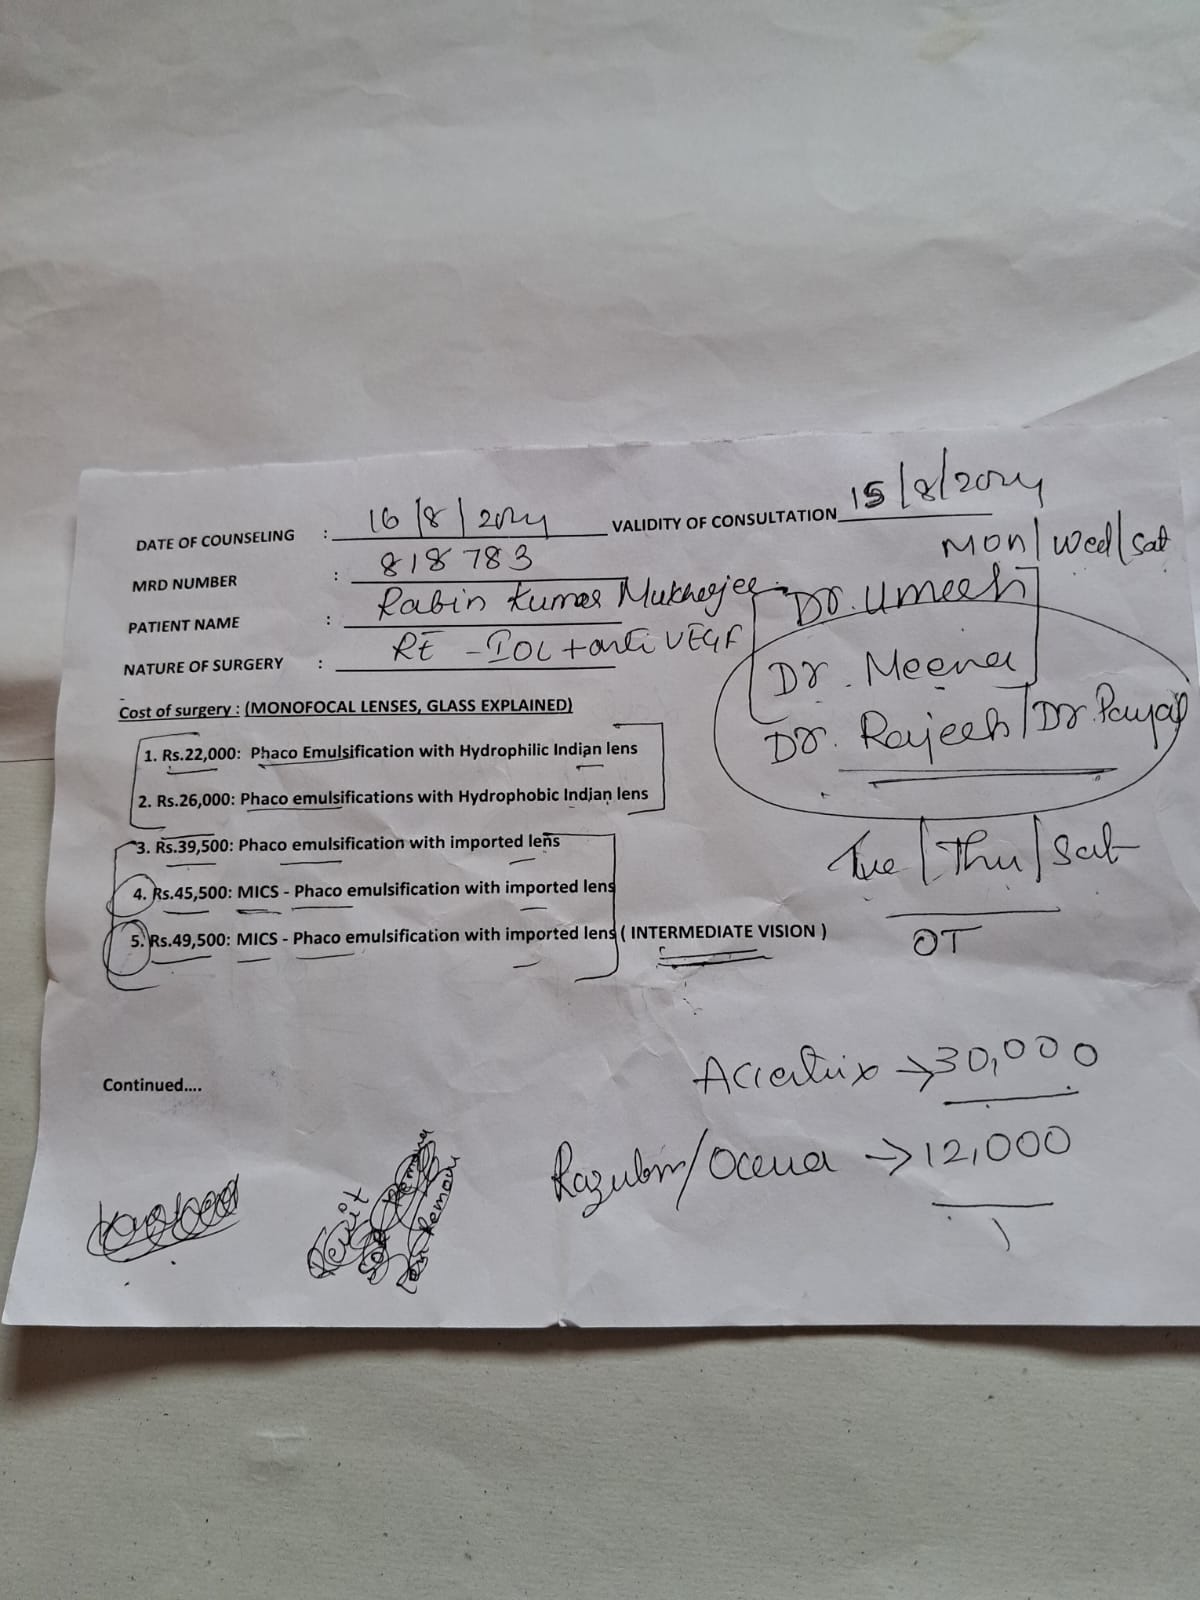 DATE OF COUNSELING : 16/8/2024 VALIDITY OF CONSULTATION 15/8/2024
Mon/Wed/Sat
MRD NUMBER : 818783
PATIENT NAME : Rabin Kumar Mukherjee
Dr. Umesh
NATURE OF SURGERY : RE - IOL + anti VEGF
Dr. Meena
Dr. Rajesh/Dr. Payal
Cost of surgery : (MONOFOCAL LENSES, GLASS EXPLAINED)
1. Rs.22,000: Phaco Emulsification with Hydrophilic Indian lens
2. Rs.26,000: Phaco emulsifications with Hydrophobic Indian lens
3. Rs.39,500: Phaco emulsification with imported lens
Tue/Thu/Sat
4. Rs.45,500: MICS - Phaco emulsification with imported lens
5. Rs.49,500: MICS - Phaco emulsification with imported lens ( INTERMEDIATE VISION )
OT
→ 30,000
Continued....
→ 12,000